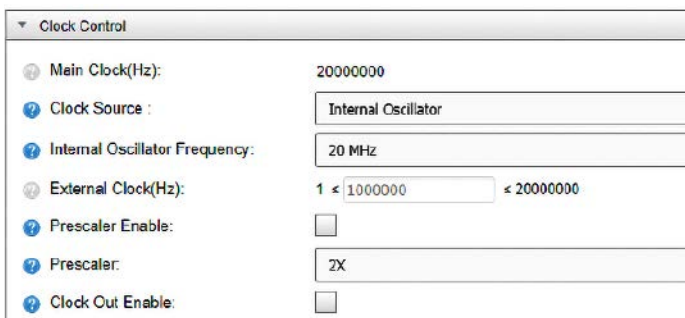 Clock Control
Main Clock(Hz): 20000000
Clock Source : Internal Oscillator
Internal Oscillator Frequency: 20 MHz
External Clock(Hz): 1 ≤ 1000000 ≤ 20000000
Prescaler Enable:
Prescaler: 2X
Clock Out Enable: